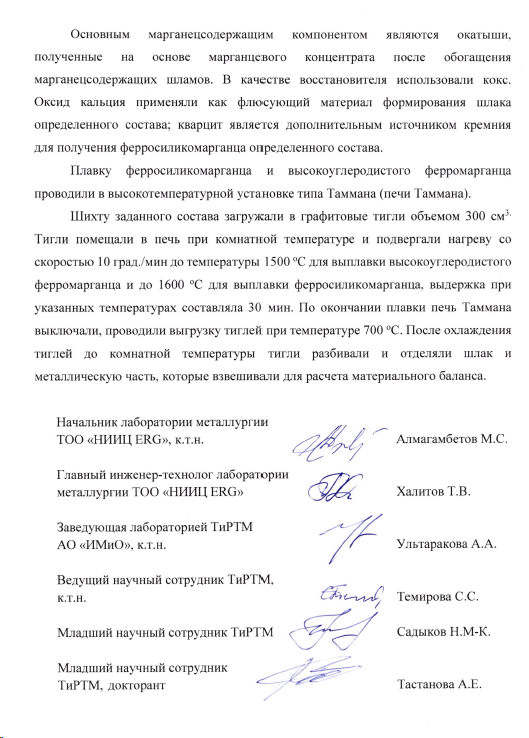 Основным марганецсодержащим компонентом являются окатыши,
полученные на основе марганцевого концентрата после обогащения
марганецсодержащих шламов. В качестве восстановителя использовали кокс.
Оксид кальция применяли как флюсующий материал формирования шлака
определенного состава; кварцит является дополнительным источником кремния
для получения ферросиликомарганца определенного состава.
Плавку ферросиликомарганца и высокоуглеродистого ферромарганца
проводили в высокотемпературной установке типа Таммана (печи Таммана).
Шихту заданного состава загружали в графитовые тигли объемом 300 см³.
Тигли помещали в печь при комнатной температуре и подвергали нагреву со
скоростью 10 град./мин до температуры 1500 ºС для выплавки высокоуглеродистого
ферромарганца и до 1600 ºС для выплавки ферросиликомарганца, выдержка при
указанных температурах составляла 30 мин. По окончании плавки печь Таммана
выключали, проводили выгрузку тиглей при температуре 700 ºС. После охлаждения
тиглей до комнатной температуры тигли разбивали и отделяли шлак и
металлическую часть, которые взвешивали для расчета материального баланса.
Начальник лаборатории металлургии
ТОО «НИИЦ ERG», к.т.н. Алмагамбетов М.С.
Главный инженер-технолог лаборатории
металлургии ТОО «НИИЦ ERG» Халитов Т.В.
Заведующая лабораторией ТиРТМ
АО «ИМиО», к.т.н. Ультаракова А.А.
Ведущий научный сотрудник ТиРТМ,
к.т.н. Темирова С.С.
Младший научный сотрудник ТиРТМ Садыков Н.М-К.
Младший научный сотрудник
ТиРТМ, докторант Тастанова А.Е.